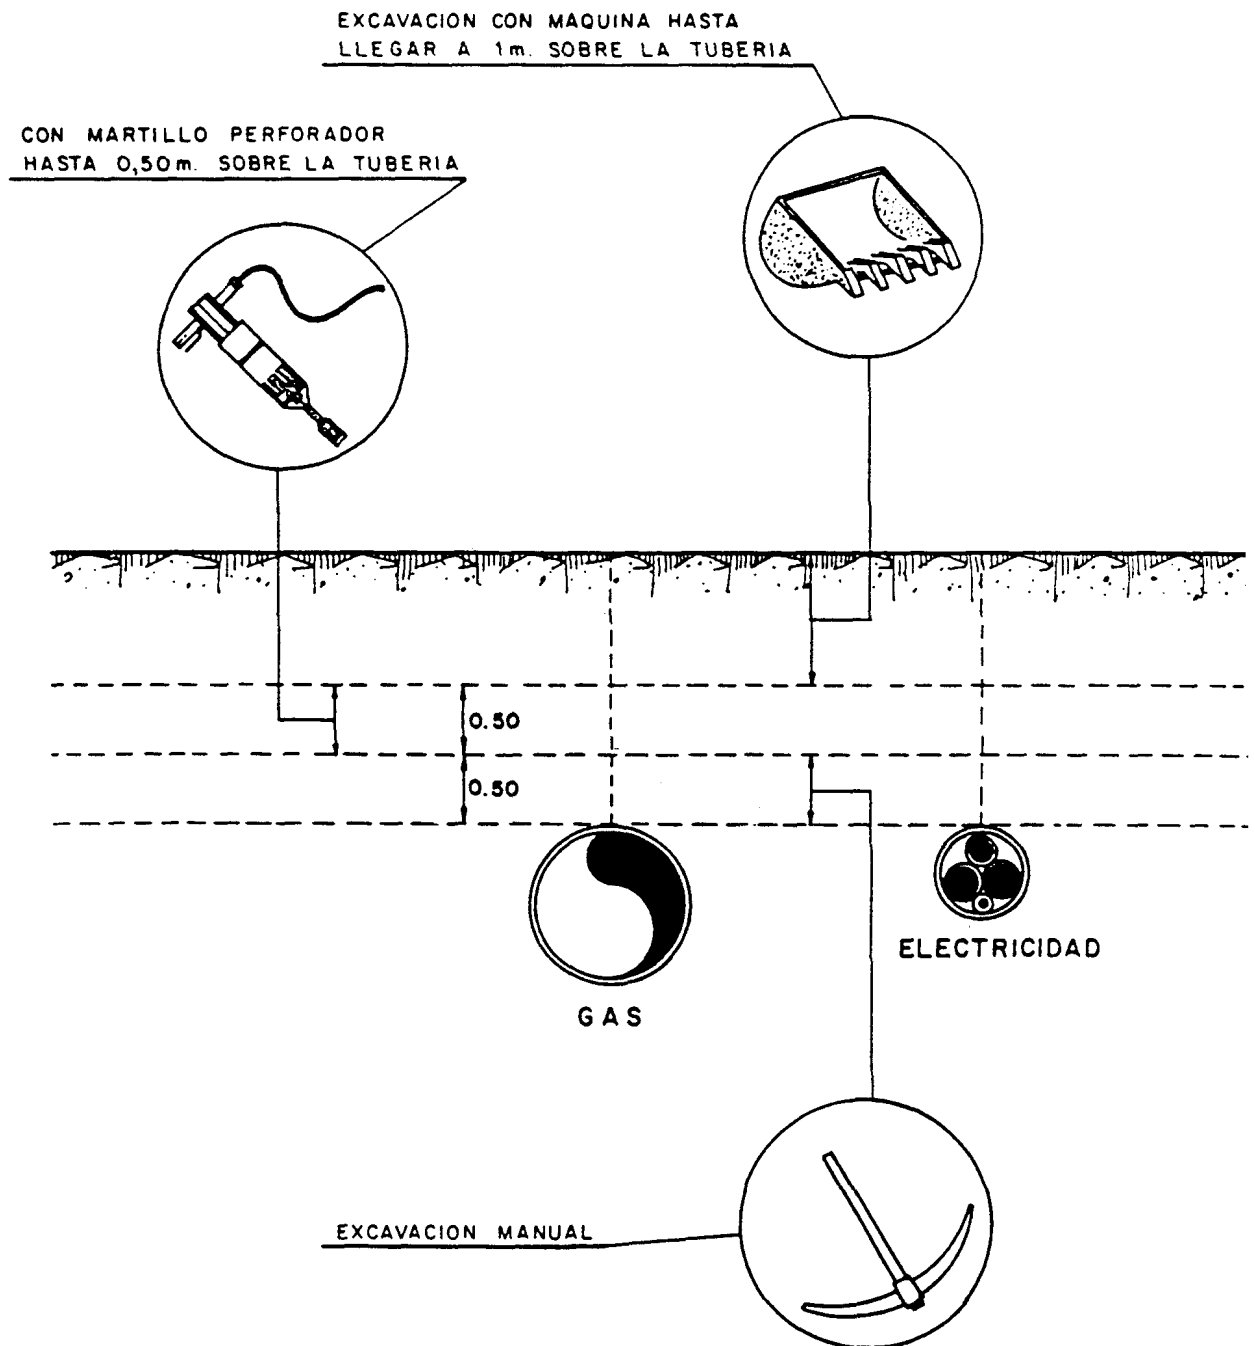 EXCAVACION CON MAQUINA HASTA
LLEGAR A 1m. SOBRE LA TUBERIA
CON MARTILLO PERFORADOR
HASTA 0,50m. SOBRE LA TUBERIA
0.50
0.50
ELECTRICIDAD
GAS
EXCAVACION MANUAL